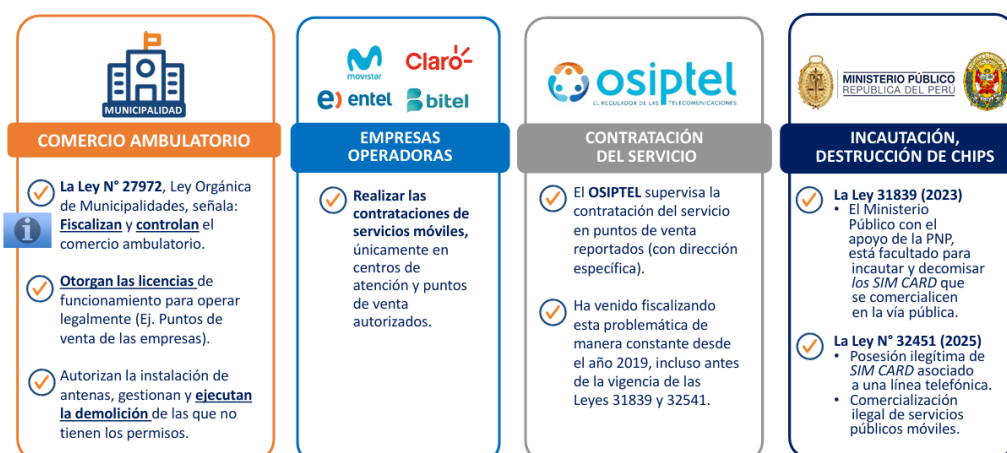 MUNICIPALIDAD
COMERCIO AMBULATORIO
La Ley N° 27972, Ley Orgánica
de Municipalidades, señala:
Fiscalizan y controlan el
comercio ambulatorio.
Otorgan las licencias de
funcionamiento para operar
legalmente (Ej. Puntos de
venta de las empresas).
Autorizan la instalación de
antenas, gestionan y ejecutan
la demolición de las que no
tienen los permisos.
movistar
Claro
entel
bitel
EMPRESAS
OPERADORAS
Realizar las
contrataciones de
servicios móviles,
únicamente en
centros de
atención y puntos
de venta
autorizados.
osiptel
EL REGULADOR DE LAS TELECOMUNICACIONES
CONTRATACIÓN
DEL SERVICIO
El OSIPTEL supervisa la
contratación del servicio
en puntos de venta
reportados (con dirección
específica).
Ha venido fiscalizando
esta problemática de
manera constante desde
el año 2019, incluso antes
de la vigencia de las
Leyes 31839 y 32541.
MINISTERIO PÚBLICO
REPÚBLICA DEL PERÚ
INCAUTACIÓN,
DESTRUCCIÓN DE CHIPS
La Ley 31839 (2023)
• El Ministerio
Público con el
apoyo de la PNP,
está facultado para
incautar y decomisar
los SIM CARD que
se comercialicen
en la vía pública.
La Ley N° 32451 (2025)
• Posesión ilegítima de
SIM CARD asociado
a una línea telefónica.
• Comercialización
ilegal de servicios
públicos móviles.